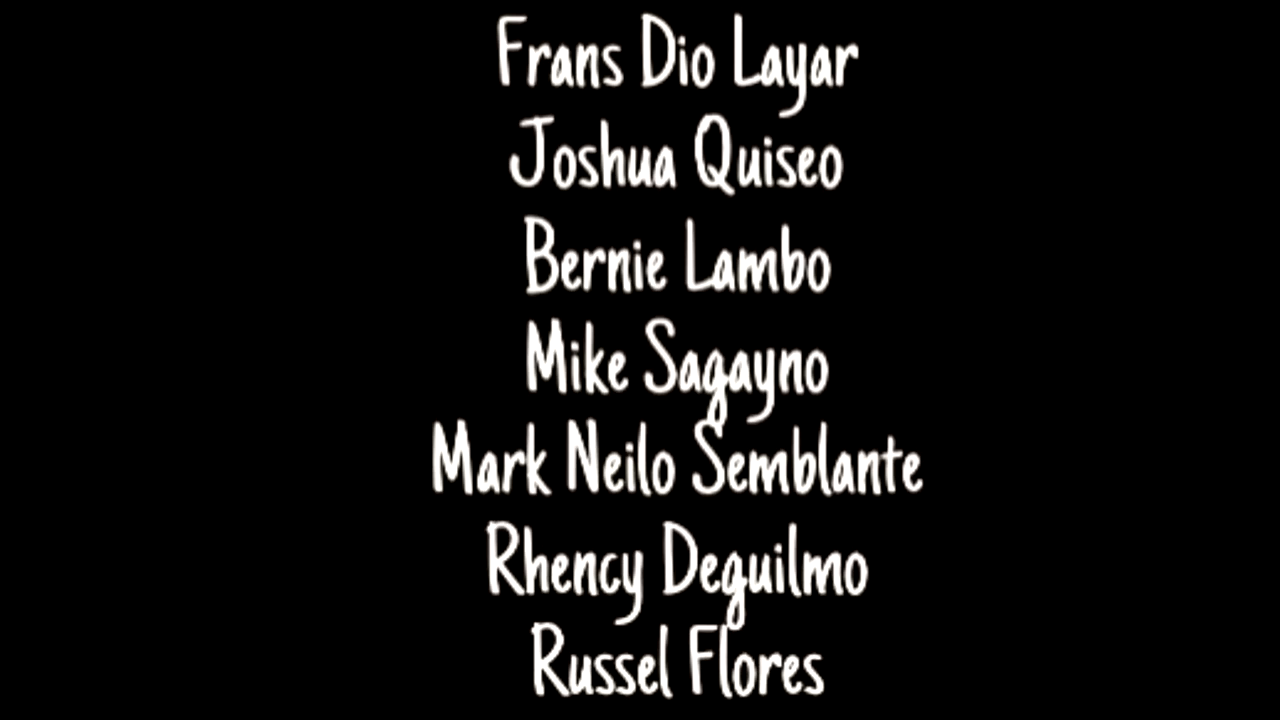 Frans Dio Layar
Joshua Quiseo
Bernie Lambo
Mike Sagayno
Mark Neilo Semblante
Rhency Deguilmo
Russel Flores